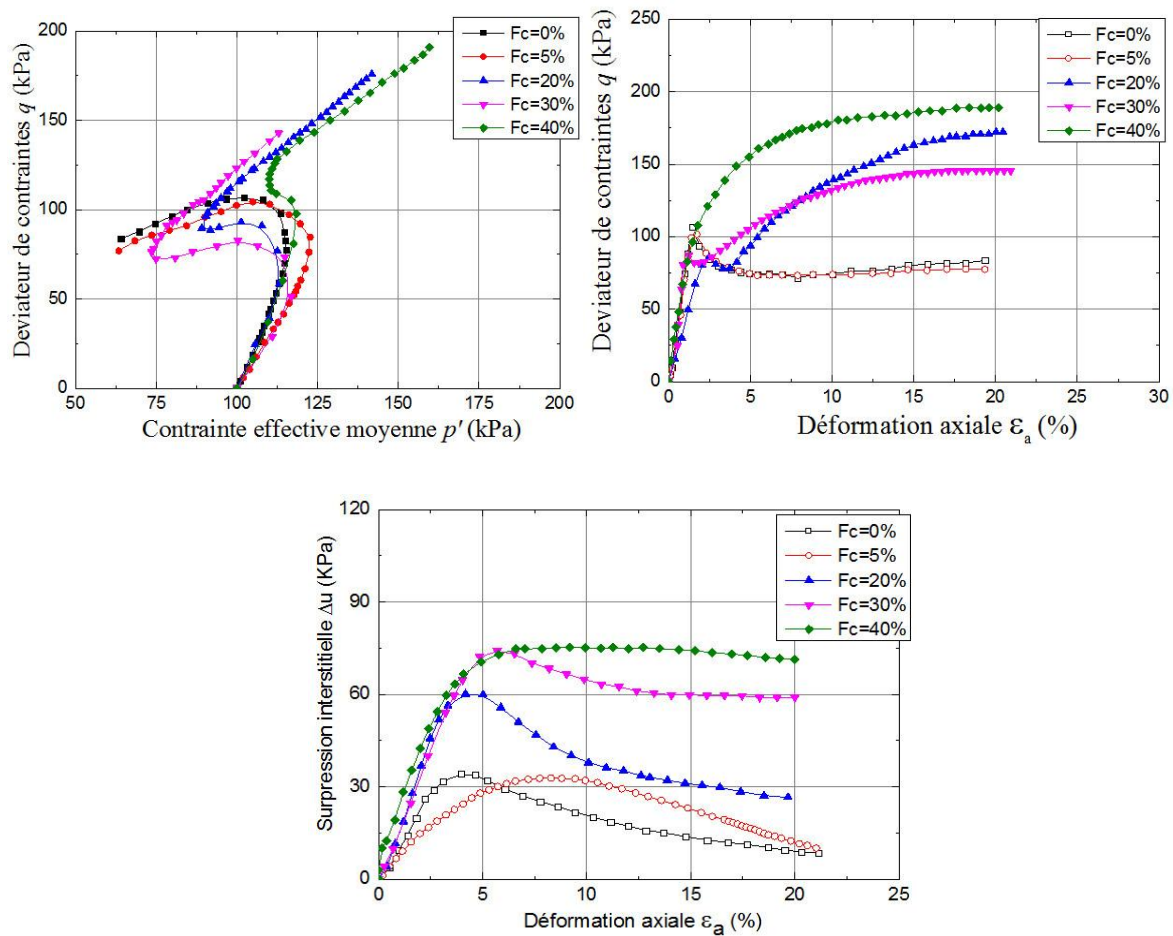 Deviateur de contraintes q (kPa)
200
150
100
50
0
50
75
100
125
150
175
200
Contrainte effective moyenne p' (kPa)
Fc=0%
Fc=5%
Fc=20%
Fc=30%
Fc=40%
Deviateur de contraintes q (kPa)
250
200
150
100
50
0
0
5
10
15
20
25
30
Déformation axiale εa (%)
Fc=0%
Fc=5%
Fc=20%
Fc=30%
Fc=40%
Surpression interstitielle Δu (KPa)
120
90
60
30
0
0
5
10
15
20
25
Déformation axiale εa (%)
Fc=0%
Fc=5%
Fc=20%
Fc=30%
Fc=40%